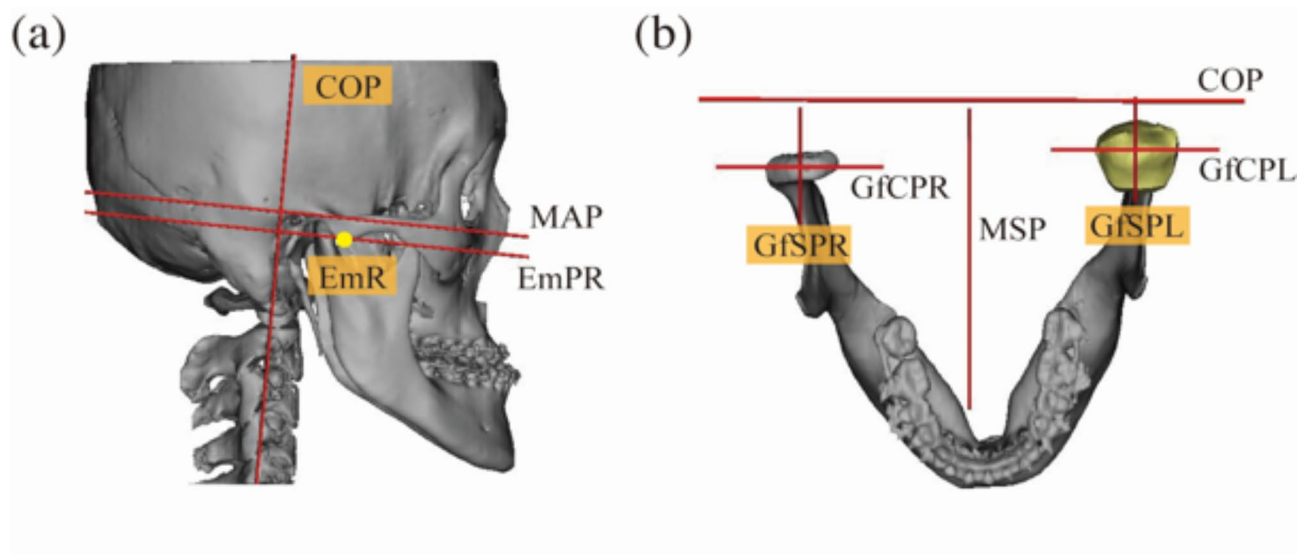 (a)
COP
MAP
EmR
EmPR
(b)
COP
GfCPR
GfCPL
GfSPR
MSP
GfSPL